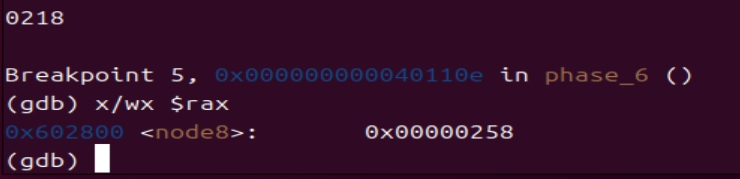 0218
Breakpoint 5, 0x000000000040110e in phase_6 ()
(gdb) x/wx $rax
0x602800 <node8>:	0x00000258
(gdb)